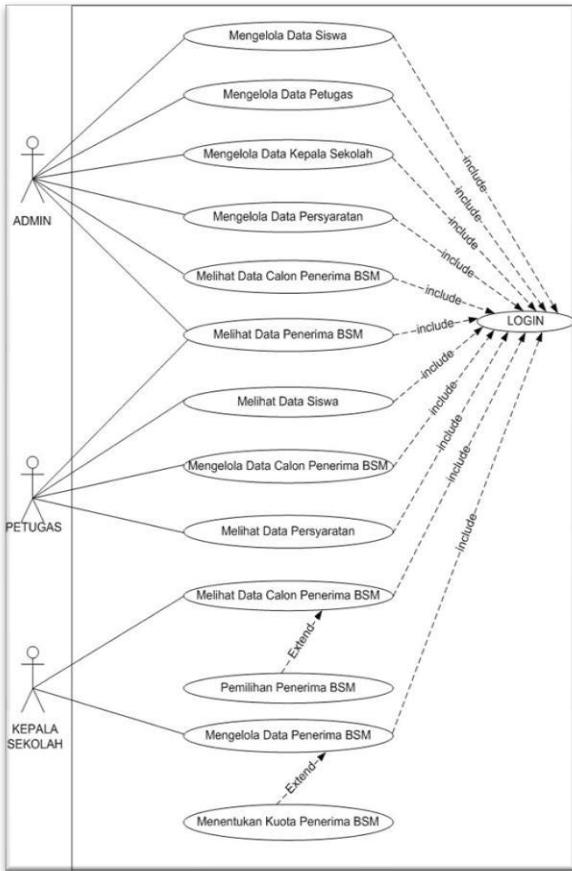 Mengelola Data Siswa
Mengelola Data Petugas
Mengelola Data Kepala Sekolah
Mengelola Data Persyaratan
Melihat Data Calon Penerima BSM
Melihat Data Penerima BSM
Melihat Data Siswa
Mengelola Data Calon Penerima BSM
Melihat Data Persyaratan
Melihat Data Calon Penerima BSM
Pemilihan Penerima BSM
Mengelola Data Penerima BSM
Menentukan Kuota Penerima BSM
ADMIN
PETUGAS
KEPALA
SEKOLAH
LOGIN
include
include
include
include
include
include
include
include
include
include
include
Extend
Extend